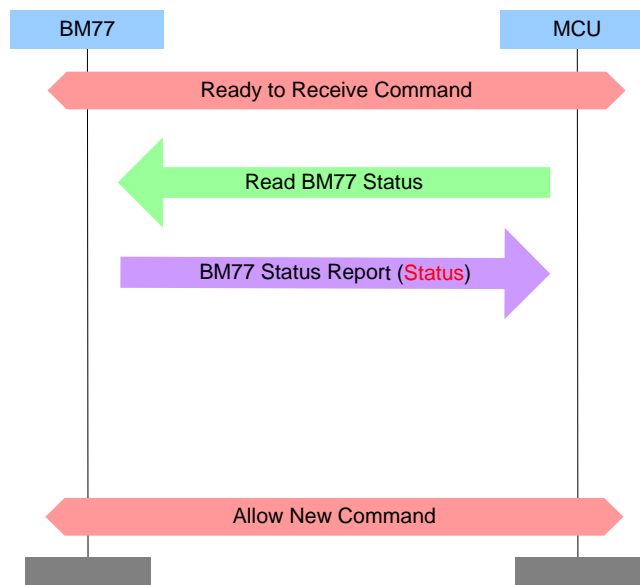 BM77 MCU
Ready to Receive Command
Read BM77 Status
BM77 Status Report (Status)
Allow New Command